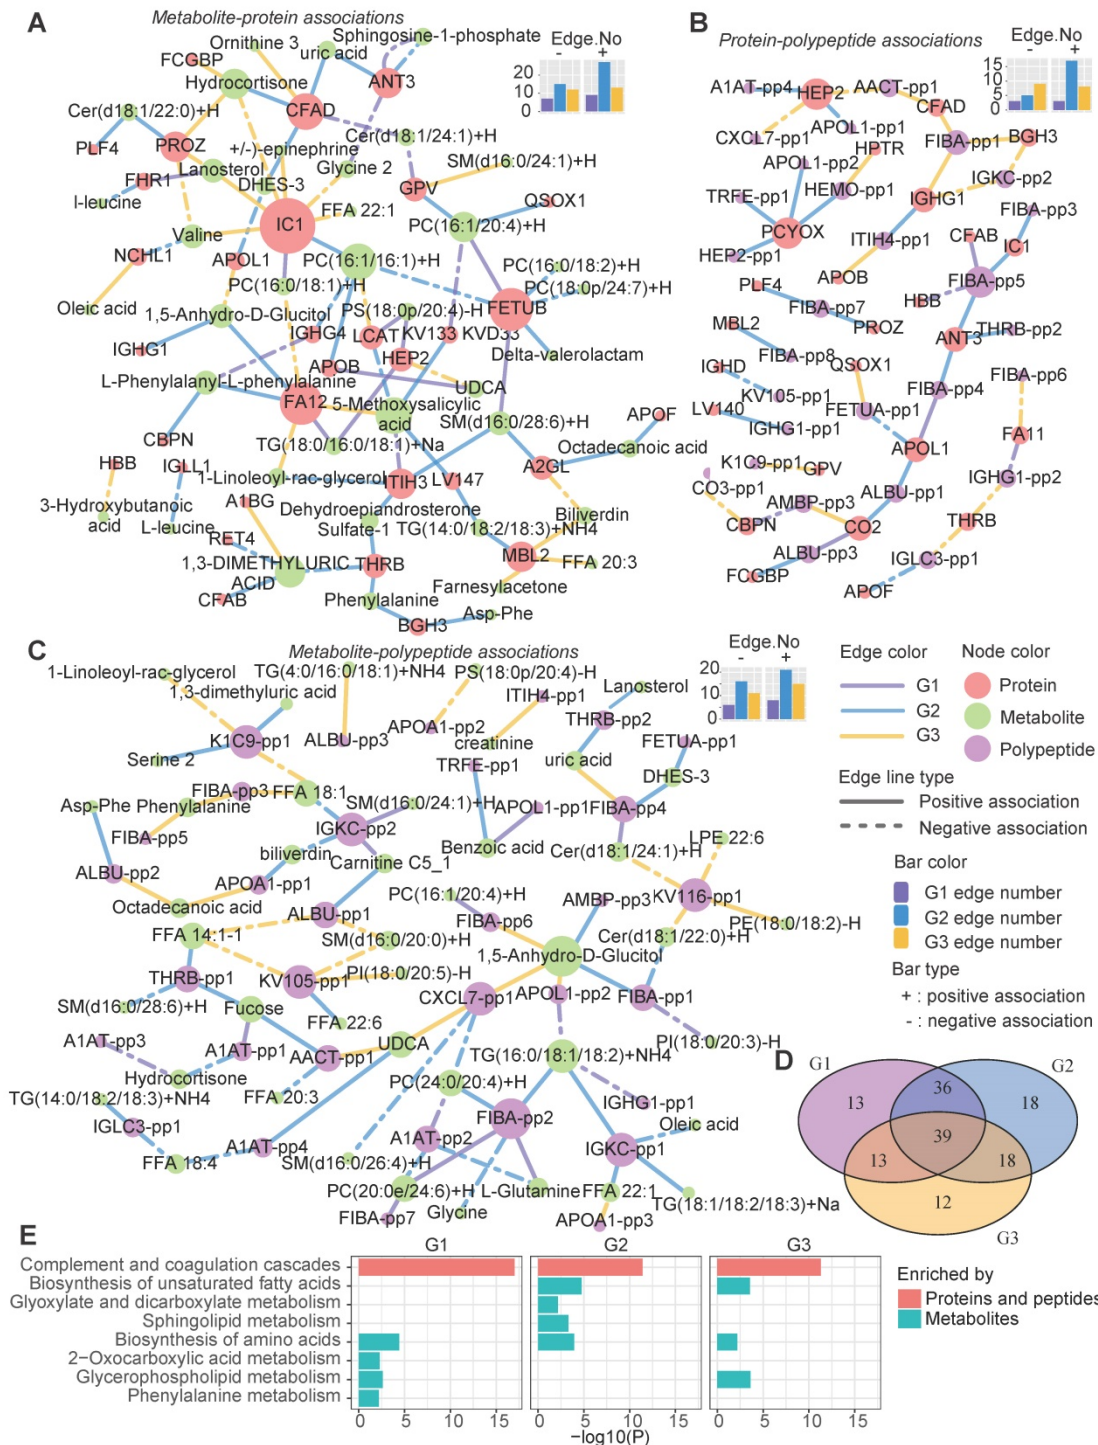 A
Metabolite-protein associations
Ornithine 3
uric acid
Sphingosine-1-phosphate
FCGBP
Hydrocortisone
ANT3
Edge.No
- +
20
10
0
Cer(d18:1/22:0)+H
CFAD
PLF4
PROZ
+/-)-epinephrine
Cer(d18:1/24:1)+H
SM(d16:0/24:1)+H
FHR1
Lanosterol
Glycine 2
DHES-3
GPV
QSOX1
l-leucine
FFA 22:1
IC1
PC(16:1/20:4)+H
Valine
NCHL1
APOL1
PC(16:1/16:1)+H
PC(16:0/18:2)+H
PC(16:0/18:1)+H
PC(18:0p/24:7)+H
Oleic acid
1,5-Anhydro-D-Glucitol
PS(18:0p/20:4)-H
FETUB
IGHG4
LCAT
KV133
KVD33
IGHG1
APOB
HEP2
Delta-valerolactam
L-Phenylalanyl-L-phenylalanine
UDCA
FA12
5-Methoxysalicylic
acid
SM(d16:0/28:6)+H
APOF
CBPN
TG(18:0/16:0/18:1)+Na
Octadecanoic acid
HBB
IGLL1
1-Linoleoyl-rac-glycerol
ITIH3
LV147
A2GL
3-Hydroxybutanoic
acid
A1BG
Dehydroepiandrosterone
Sulfate-1
Biliverdin
L-leucine
RET4
TG(14:0/18:2/18:3)+NH4
1,3-DIMETHYLURIC
ACID
THRB
MBL2
FFA 20:3
CFAB
Farnesylacetone
Phenylalanine
Asp-Phe
BGH3
B
Protein-polypeptide associations
Edge.No
- +
15
10
5
0
A1AT-pp4
HEP2
AACT-pp1
CFAD
CXCL7-pp1
APOL1-pp1
HPTR
FIBA-pp1
BGH3
APOL1-pp2
IGKC-pp2
TRFE-pp1
HEMO-pp1
IGHG1
FIBA-pp3
PCYOX
CFAB
IC1
HEP2-pp1
ITIH4-pp1
APOB
FIBA-pp5
PLF4
HBB
FIBA-pp7
MBL2
PROZ
ANT3
THRB-pp2
FIBA-pp8
QSOX1
IGHD
FIBA-pp6
KV105-pp1
FIBA-pp4
LV140
FETUA-pp1
IGHG1-pp1
FA11
APOL1
K1C9-pp1
GPV
IGHG1-pp2
CO3-pp1
ALBU-pp1
AMBP-pp3
CBPN
CO2
THRB
ALBU-pp3
IGLC3-pp1
FCGBP
APOF
C
Metabolite-polypeptide associations
Edge.No
- +
20
10
0
1-Linoleoyl-rac-glycerol
TG(4:0/16:0/18:1)+NH4
PS(18:0p/20:4)-H
1,3-dimethyluric acid
ITIH4-pp1
Lanosterol
K1C9-pp1
APOA1-pp2
THRB-pp2
ALBU-pp3
creatinine
FETUA-pp1
Serine 2
TRFE-pp1
uric acid
FIBA-pp3
FFA 18:1
DHES-3
Asp-Phe
Phenylalanine
SM(d16:0/24:1)+H
APOL1-pp1
FIBA-pp4
FIBA-pp5
IGKC-pp2
LPE 22:6
biliverdin
Benzoic acid
Cer(d18:1/24:1)+H
Carnitine C5_1
ALBU-pp2
APOA1-pp1
PC(16:1/20:4)+H
AMBP-pp3
KV116-pp1
Octadecanoic acid
ALBU-pp1
FIBA-pp6
PE(18:0/18:2)-H
FFA 14:1-1
SM(d16:0/20:0)+H
Cer(d18:1/22:0)+H
1,5-Anhydro-D-Glucitol
THRB-pp1
KV105-pp1
PI(18:0/20:5)-H
CXCL7-pp1
APOL1-pp2
FIBA-pp1
SM(d16:0/28:6)+H
Fucose
FFA 22:6
A1AT-pp3
UDCA
PI(18:0/20:3)-H
A1AT-pp1
AACT-pp1
TG(16:0/18:1/18:2)+NH4
Hydrocortisone
FFA 20:3
PC(24:0/20:4)+H
TG(14:0/18:2/18:3)+NH4
IGHG1-pp1
FIBA-pp2
Oleic acid
IGLC3-pp1
A1AT-pp4
A1AT-pp2
IGKC-pp1
FFA 18:4
SM(d16:0/26:4)+H
PC(20:0e/24:6)+H
L-Glutamine
FFA 22:1
TG(18:1/18:2/18:3)+Na
FIBA-pp7
Glycine
APOA1-pp3
Edge color
G1
G2
G3
Node color
Protein
Metabolite
Polypeptide
Edge line type
Positive association
Negative association
Bar color
G1 edge number
G2 edge number
G3 edge number
Bar type
+ : positive association
- : negative association
D
G1
G2
36
13
18
39
13
18
12
G3
E
G1
G2
G3
Complement and coagulation cascades
Biosynthesis of unsaturated fatty acids
Glyoxylate and dicarboxylate metabolism
Sphingolipid metabolism
Biosynthesis of amino acids
2-Oxocarboxylic acid metabolism
Glycerophospholipid metabolism
Phenylalanine metabolism
0 5 10 15
0 5 10 15
0 5 10 15
-log10(P)
Enriched by
Proteins and peptides
Metabolites